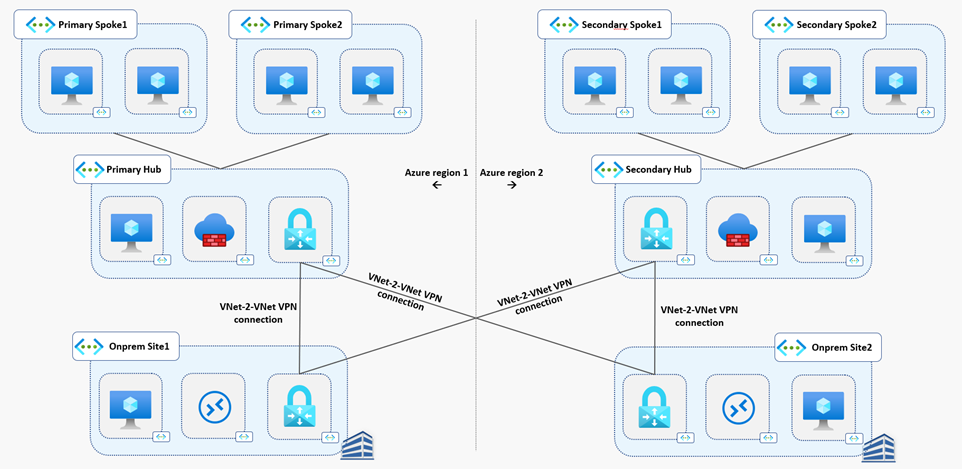 Primary Spoke1
Primary Spoke2
Secondary Spoke1
Secondary Spoke2
Primary Hub
Azure region 1
Azure region 2
Secondary Hub
VNet-2-VNet VPN
connection
VNet-2-VNet VPN
connection
VNet-2-VNet VPN
connection
VNet-2-VNet VPN
connection
Onprem Site1
Onprem Site2